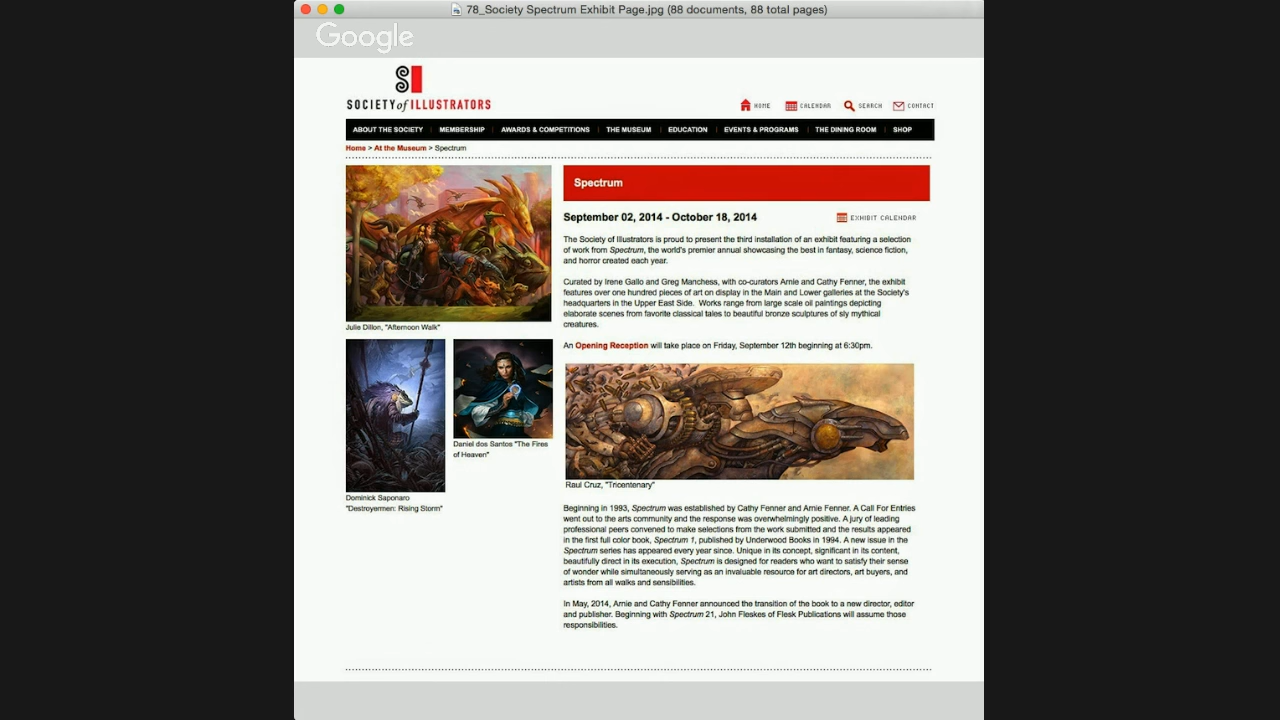 78_Society Spectrum Exhibit Page.jpg (88 documents, 88 total pages)
Google
SI
SOCIETY of ILLUSTRATORS
HOME CALENDAR SEARCH CONTACT
ABOUT THE SOCIETY MEMBERSHIP AWARDS & COMPETITIONS THE MUSEUM EDUCATION EVENTS & PROGRAMS THE DINING ROOM SHOP
Home > At the Museum > Spectrum
Julie Dillon, "Afternoon Walk"
Daniel dos Santos "The Fires
of Heaven"
Dominick Saponaro
"Destroyermen: Rising Storm"
Spectrum
September 02, 2014 - October 18, 2014
EXHIBIT CALENDAR
The Society of Illustrators is proud to present the third installation of an exhibit featuring a selection
of work from Spectrum, the world's premier annual showcasing the best in fantasy, science fiction,
and horror created each year.
Curated by Irene Gallo and Greg Manchess, with co-curators Arnie and Cathy Fenner, the exhibit
features over one hundred pieces of art on display in the Main and Lower galleries at the Society's
headquarters in the Upper East Side. Works range from large scale oil paintings depicting
elaborate scenes from favorite classical tales to beautiful bronze sculptures of sly mythical
creatures.
An Opening Reception will take place on Friday, September 12th beginning at 6:30pm.
Raul Cruz, "Tricentenary"
Beginning in 1993, Spectrum was established by Cathy Fenner and Arnie Fenner. A Call For Entries
went out to the arts community and the response was overwhelmingly positive. A jury of leading
professional peers convened to make selections from the work submitted and the results appeared
in the first full color book, Spectrum 1, published by Underwood Books in 1994. A new issue in the
Spectrum series has appeared every year since. Unique in its concept, significant in its content,
beautifully direct in its execution, Spectrum is designed for readers who want to satisfy their sense
of wonder while simultaneously serving as an invaluable resource for art directors, art buyers, and
artists from all walks and sensibilities.
In May, 2014, Arnie and Cathy Fenner announced the transition of the book to a new director, editor
and publisher. Beginning with Spectrum 21, John Fleskes of Flesk Publications will assume those
responsibilities.